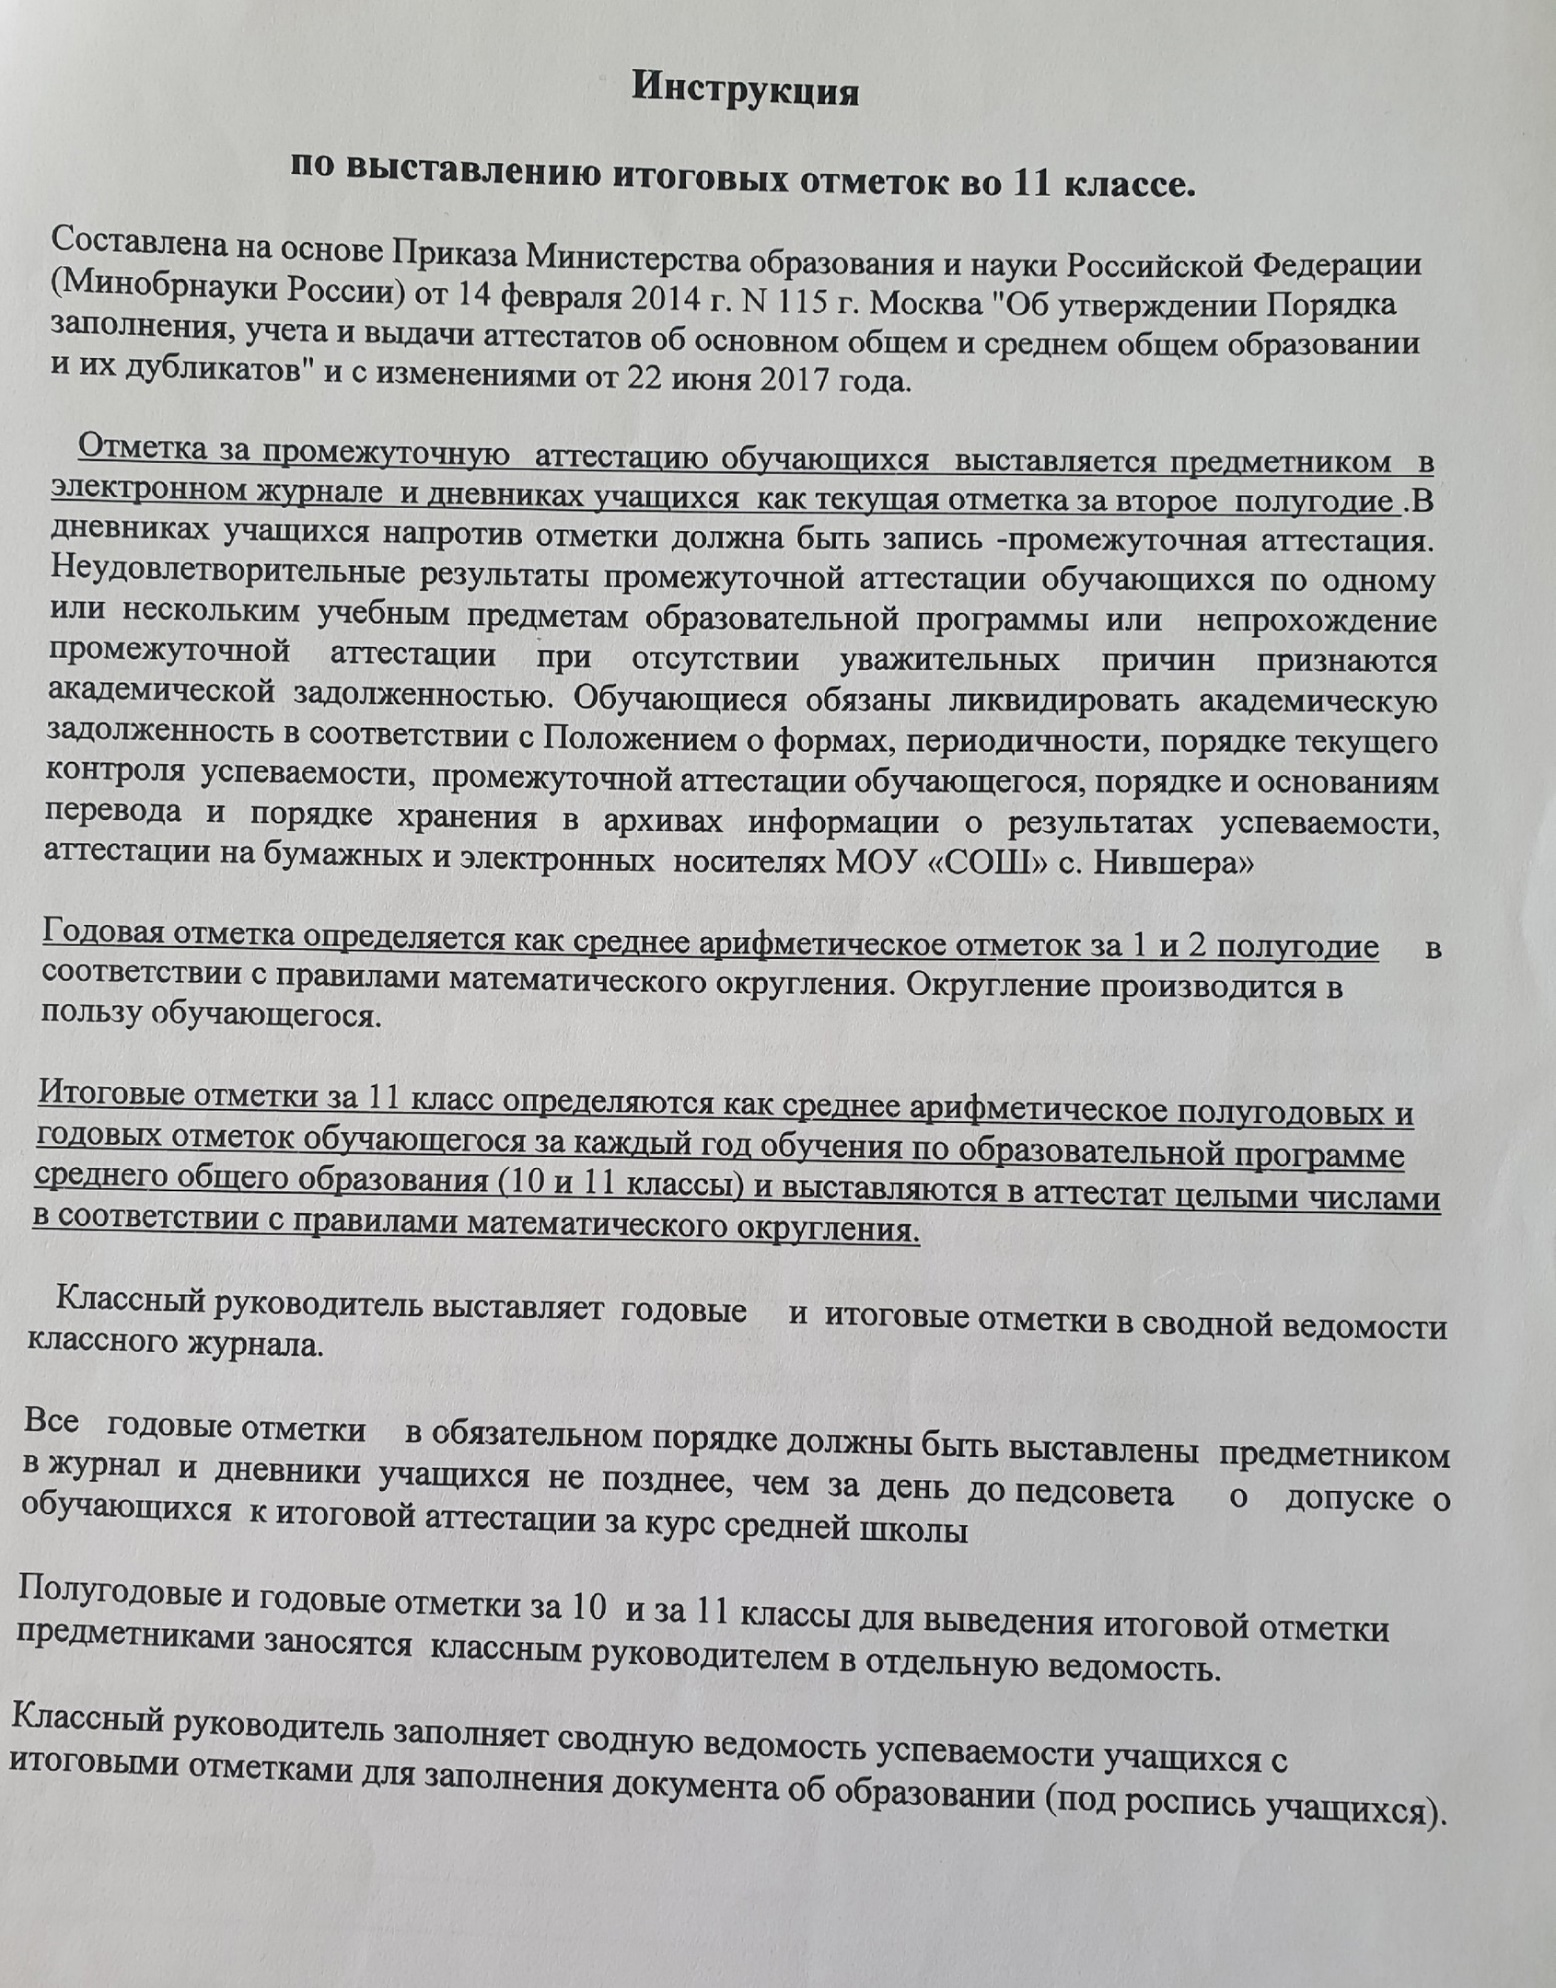 Инструкция
по выставлению итоговых отметок во 11 классе.
Составлена на основе Приказа Министерства образования и науки Российской Федерации
(Минобрнауки России) от 14 февраля 2014 г. N 115 г. Москва "Об утверждении Порядка
заполнения, учета и выдачи аттестатов об основном общем и среднем общем образовании
и их дубликатов" и с изменениями от 22 июня 2017 года.
Отметка за промежуточную аттестацию обучающихся выставляется предметником в
электронном журнале и дневниках учащихся как текущая отметка за второе полугодие .В
дневниках учащихся напротив отметки должна быть запись -промежуточная аттестация.
Неудовлетворительные результаты промежуточной аттестации обучающихся по одному
или нескольким учебным предметам образовательной программы или непрохождение
промежуточной аттестации при отсутствии уважительных причин признаются
академической задолженностью. Обучающиеся обязаны ликвидировать академическую
задолженность в соответствии с Положением о формах, периодичности, порядке текущего
контроля успеваемости, промежуточной аттестации обучающегося, порядке и основаниям
перевода и порядке хранения в архивах информации о результатах успеваемости,
аттестации на бумажных и электронных носителях МОУ «СОШ» с. Нившера»
Годовая отметка определяется как среднее арифметическое отметок за 1 и 2 полугодие в
соответствии с правилами математического округления. Округление производится в
пользу обучающегося.
Итоговые отметки за 11 класс определяются как среднее арифметическое полугодовых и
годовых отметок обучающегося за каждый год обучения по образовательной программе
среднего общего образования (10 и 11 классы) и выставляются в аттестат целыми числами
в соответствии с правилами математического округления.
Классный руководитель выставляет годовые и итоговые отметки в сводной ведомости
классного журнала.
Все годовые отметки в обязательном порядке должны быть выставлены предметником
в журнал и дневники учащихся не позднее, чем за день до педсовета о допуске о
обучающихся к итоговой аттестации за курс средней школы
Полугодовые и годовые отметки за 10 и за 11 классы для выведения итоговой отметки
предметниками заносятся классным руководителем в отдельную ведомость.
Классный руководитель заполняет сводную ведомость успеваемости учащихся с
итоговыми отметками для заполнения документа об образовании (под роспись учащихся).